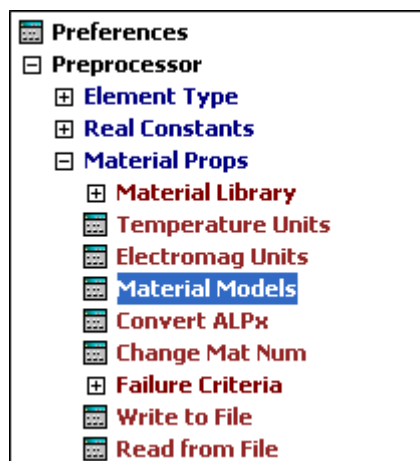 Preferences
Preprocessor
Element Type
Real Constants
Material Props
Material Library
Temperature Units
Electromag Units
Material Models
Convert ALPx
Change Mat Num
Failure Criteria
Write to File
Read from File